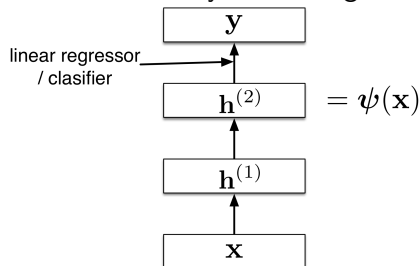 y
linear regressor
/ clasifier
h^{(2)} = ψ(x)
h^{(1)}
x